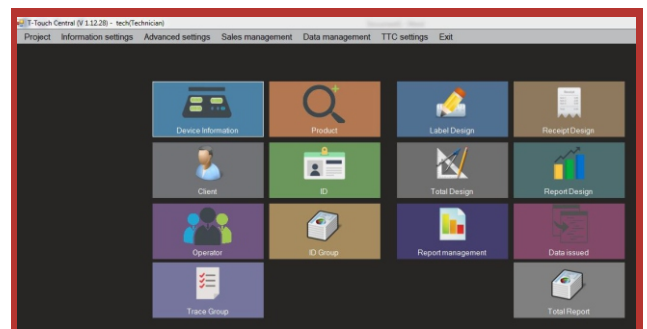 T-Touch Central (V 1.12.28) - tech(Technician)
Project Information settings Advanced settings Sales management Data management TTC settings Exit
Device Information Product Label Design Receipt Design
Client ID Total Design Report Design
Operator ID Group Report management Data issued
Trace Group Total Report